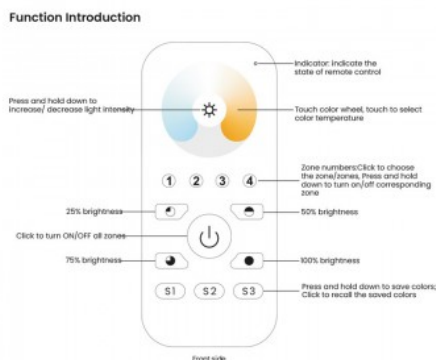 Function Introduction
Indicator: indicate the
state of remote control
Press and hold down to
increase/ decrease light intensity
Touch color wheel, touch to select
color temperature
1 2 3 4
Zone numbers:Click to choose
the zone/zones, Press and hold
down to turn on/off corresponding
zone
25% brightness
50% brightness
Click to turn ON/OFF all zones
75% brightness
100% brightness
S1 S2 S3
Press and hold down to save colors;
Click to recall the saved colors
Front side